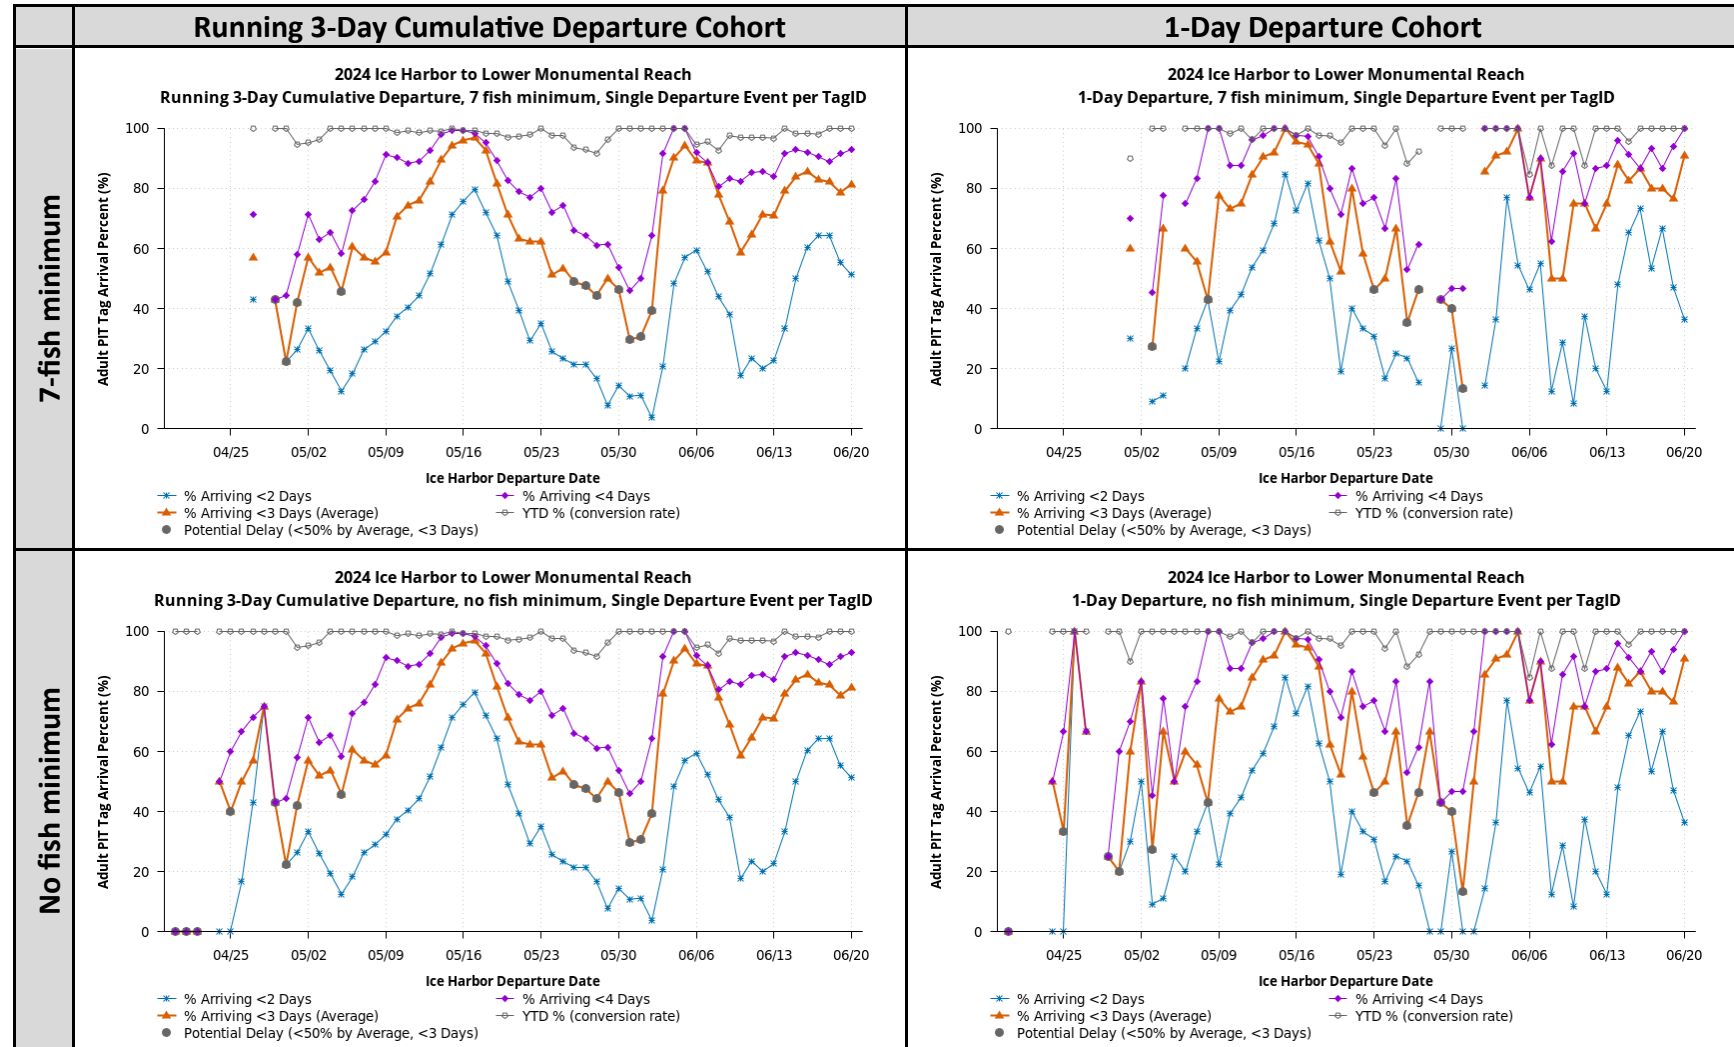 Running 3-Day Cumulative Departure Cohort
1-Day Departure Cohort
7-fish minimum
2024 Ice Harbor to Lower Monumental Reach
Running 3-Day Cumulative Departure, 7 fish minimum, Single Departure Event per TagID
Adult PIT Tag Arrival Percent (%)
100
80
60
40
20
0
04/25 05/02 05/09 05/16 05/23 05/30 06/06 06/13 06/20
Ice Harbor Departure Date
% Arriving <2 Days
% Arriving <4 Days
% Arriving <3 Days (Average)
YTD % (conversion rate)
Potential Delay (<50% by Average, <3 Days)
2024 Ice Harbor to Lower Monumental Reach
1-Day Departure, 7 fish minimum, Single Departure Event per TagID
Adult PIT Tag Arrival Percent (%)
100
80
60
40
20
0
04/25 05/02 05/09 05/16 05/23 05/30 06/06 06/13 06/20
Ice Harbor Departure Date
% Arriving <2 Days
% Arriving <4 Days
% Arriving <3 Days (Average)
YTD % (conversion rate)
Potential Delay (<50% by Average, <3 Days)
No fish minimum
2024 Ice Harbor to Lower Monumental Reach
Running 3-Day Cumulative Departure, no fish minimum, Single Departure Event per TagID
Adult PIT Tag Arrival Percent (%)
100
80
60
40
20
0
04/25 05/02 05/09 05/16 05/23 05/30 06/06 06/13 06/20
Ice Harbor Departure Date
% Arriving <2 Days
% Arriving <4 Days
% Arriving <3 Days (Average)
YTD % (conversion rate)
Potential Delay (<50% by Average, <3 Days)
2024 Ice Harbor to Lower Monumental Reach
1-Day Departure, no fish minimum, Single Departure Event per TagID
Adult PIT Tag Arrival Percent (%)
100
80
60
40
20
0
04/25 05/02 05/09 05/16 05/23 05/30 06/06 06/13 06/20
Ice Harbor Departure Date
% Arriving <2 Days
% Arriving <4 Days
% Arriving <3 Days (Average)
YTD % (conversion rate)
Potential Delay (<50% by Average, <3 Days)